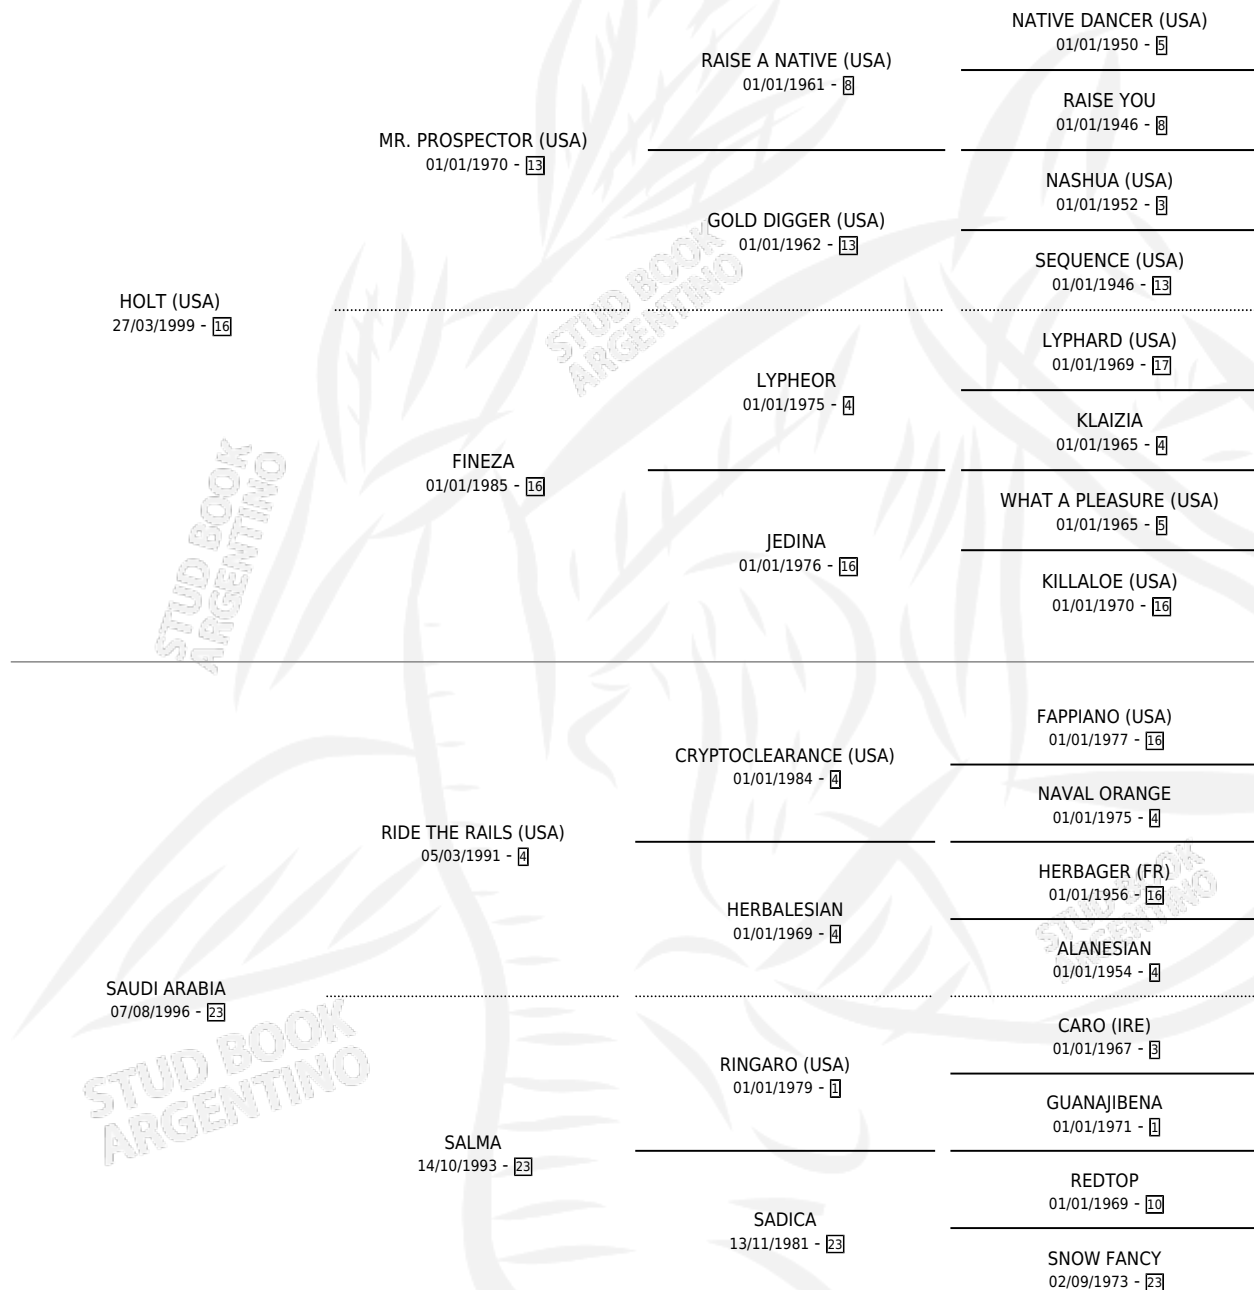 NATIVE DANCER (USA)
01/01/1950 - 5
RAISE A NATIVE (USA)
01/01/1961 - 8
RAISE YOU
01/01/1946 - 8
MR. PROSPECTOR (USA)
01/01/1970 - 13
NASHUA (USA)
01/01/1952 - 3
GOLD DIGGER (USA)
01/01/1962 - 13
SEQUENCE (USA)
01/01/1946 - 13
HOLT (USA)
27/03/1999 - 16
STUD BOOK
ARGENTINO
LYPHARD (USA)
01/01/1969 - 17
LYPHEOR
01/01/1975 - 4
KLAIZIA
01/01/1965 - 4
FINEZA
01/01/1985 - 16
WHAT A PLEASURE (USA)
01/01/1965 - 5
JEDINA
01/01/1976 - 16
KILLALOE (USA)
01/01/1970 - 16
STUD BOOK
ARGENTINO
FAPPIANO (USA)
01/01/1977 - 16
CRYPTOCLEARANCE (USA)
01/01/1984 - 4
NAVAL ORANGE
01/01/1975 - 4
RIDE THE RAILS (USA)
05/03/1991 - 4
HERBAGER (FR)
01/01/1956 - 16
HERBALESIAN
01/01/1969 - 4
STUD BOOK
ARGENTINO
ALANESIAN
01/01/1954 - 4
SAUDI ARABIA
07/08/1996 - 23
CARO (IRE)
01/01/1967 - 3
RINGARO (USA)
01/01/1979 - 1
STUD BOOK
ARGENTINO
GUANAJIBENA
01/01/1971 - 1
SALMA
14/10/1993 - 23
REDTOP
01/01/1969 - 10
SADICA
13/11/1981 - 23
SNOW FANCY
02/09/1973 - 23